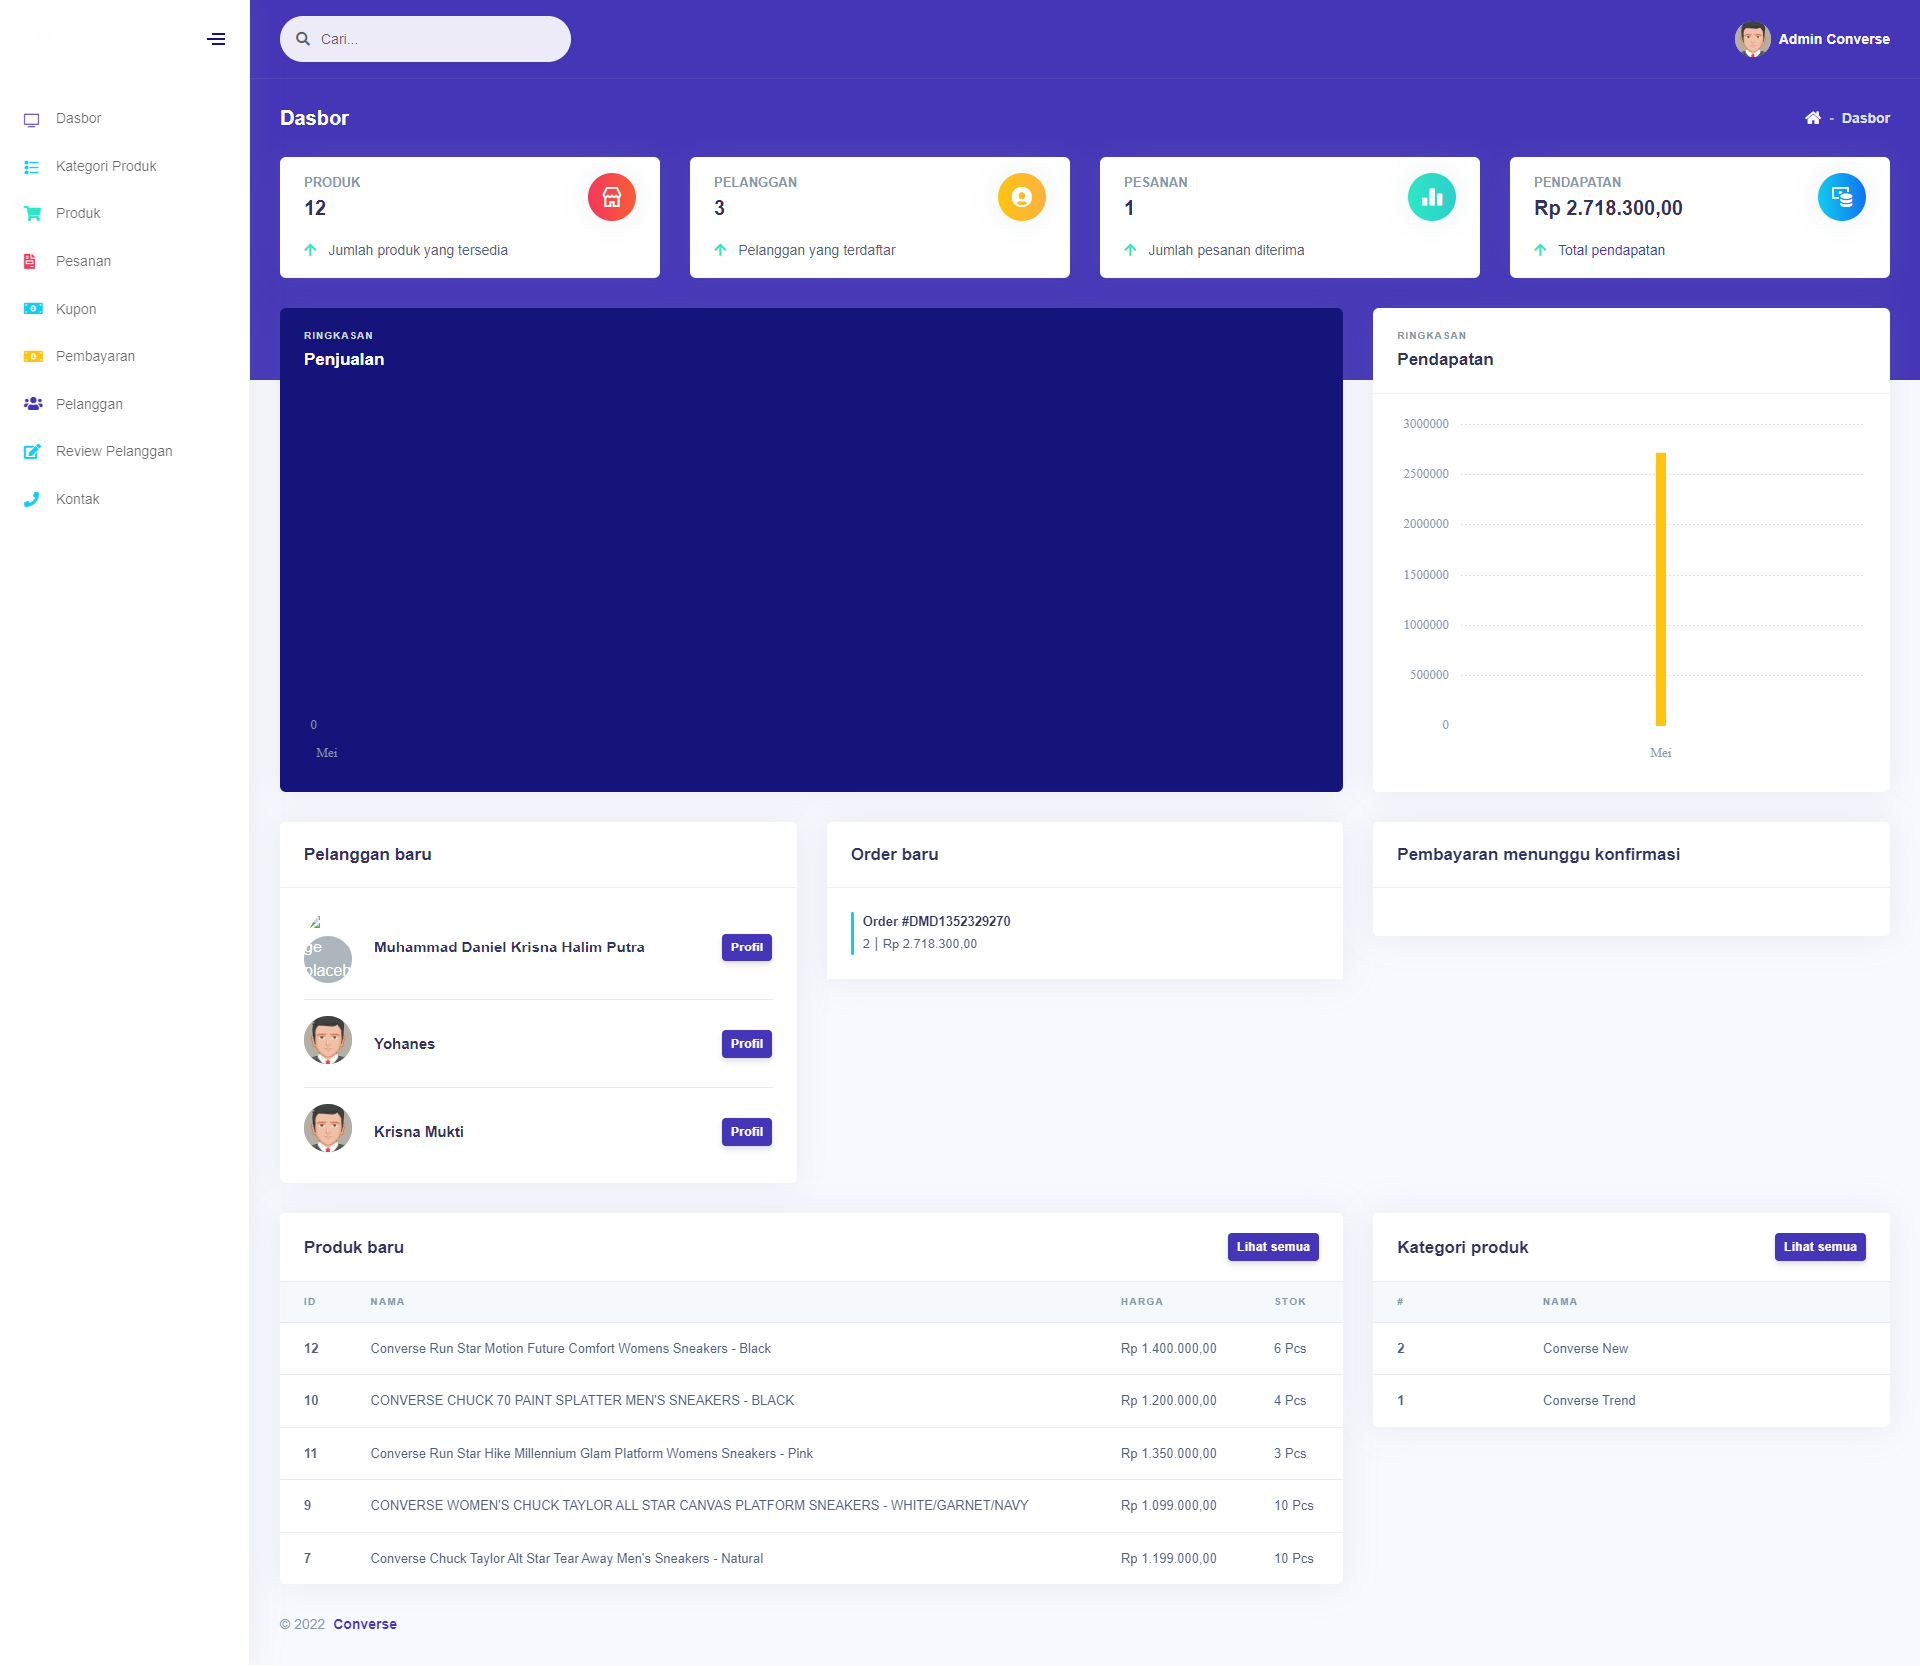 Cari...
Admin Converse
Dasbor
Kategori Produk
Produk
Pesanan
Kupon
Pembayaran
Pelanggan
Review Pelanggan
Kontak
Dasbor
- Dasbor
PRODUK
12
Jumlah produk yang tersedia
PELANGGAN
3
Pelanggan yang terdaftar
PESANAN
1
Jumlah pesanan diterima
PENDAPATAN
Rp 2.718.300,00
Total pendapatan
RINGKASAN
Penjualan
0
Mei
RINGKASAN
Pendapatan
3000000
2500000
2000000
1500000
1000000
500000
0
Mei
Pelanggan baru
ge
placeh
Muhammad Daniel Krisna Halim Putra
Profil
Yohanes
Profil
Krisna Mukti
Profil
Order baru
Order #DMD1352329270
2 | Rp 2.718.300,00
Pembayaran menunggu konfirmasi
Produk baru
Lihat semua
ID NAMA HARGA STOK
12 Converse Run Star Motion Future Comfort Womens Sneakers - Black Rp 1.400.000,00 6 Pcs
10 CONVERSE CHUCK 70 PAINT SPLATTER MEN'S SNEAKERS - BLACK Rp 1.200.000,00 4 Pcs
11 Converse Run Star Hike Millennium Glam Platform Womens Sneakers - Pink Rp 1.350.000,00 3 Pcs
9 CONVERSE WOMEN'S CHUCK TAYLOR ALL STAR CANVAS PLATFORM SNEAKERS - WHITE/GARNET/NAVY Rp 1.099.000,00 10 Pcs
7 Converse Chuck Taylor Alt Star Tear Away Men's Sneakers - Natural Rp 1.199.000,00 10 Pcs
Kategori produk
Lihat semua
# NAMA
2 Converse New
1 Converse Trend
© 2022 Converse